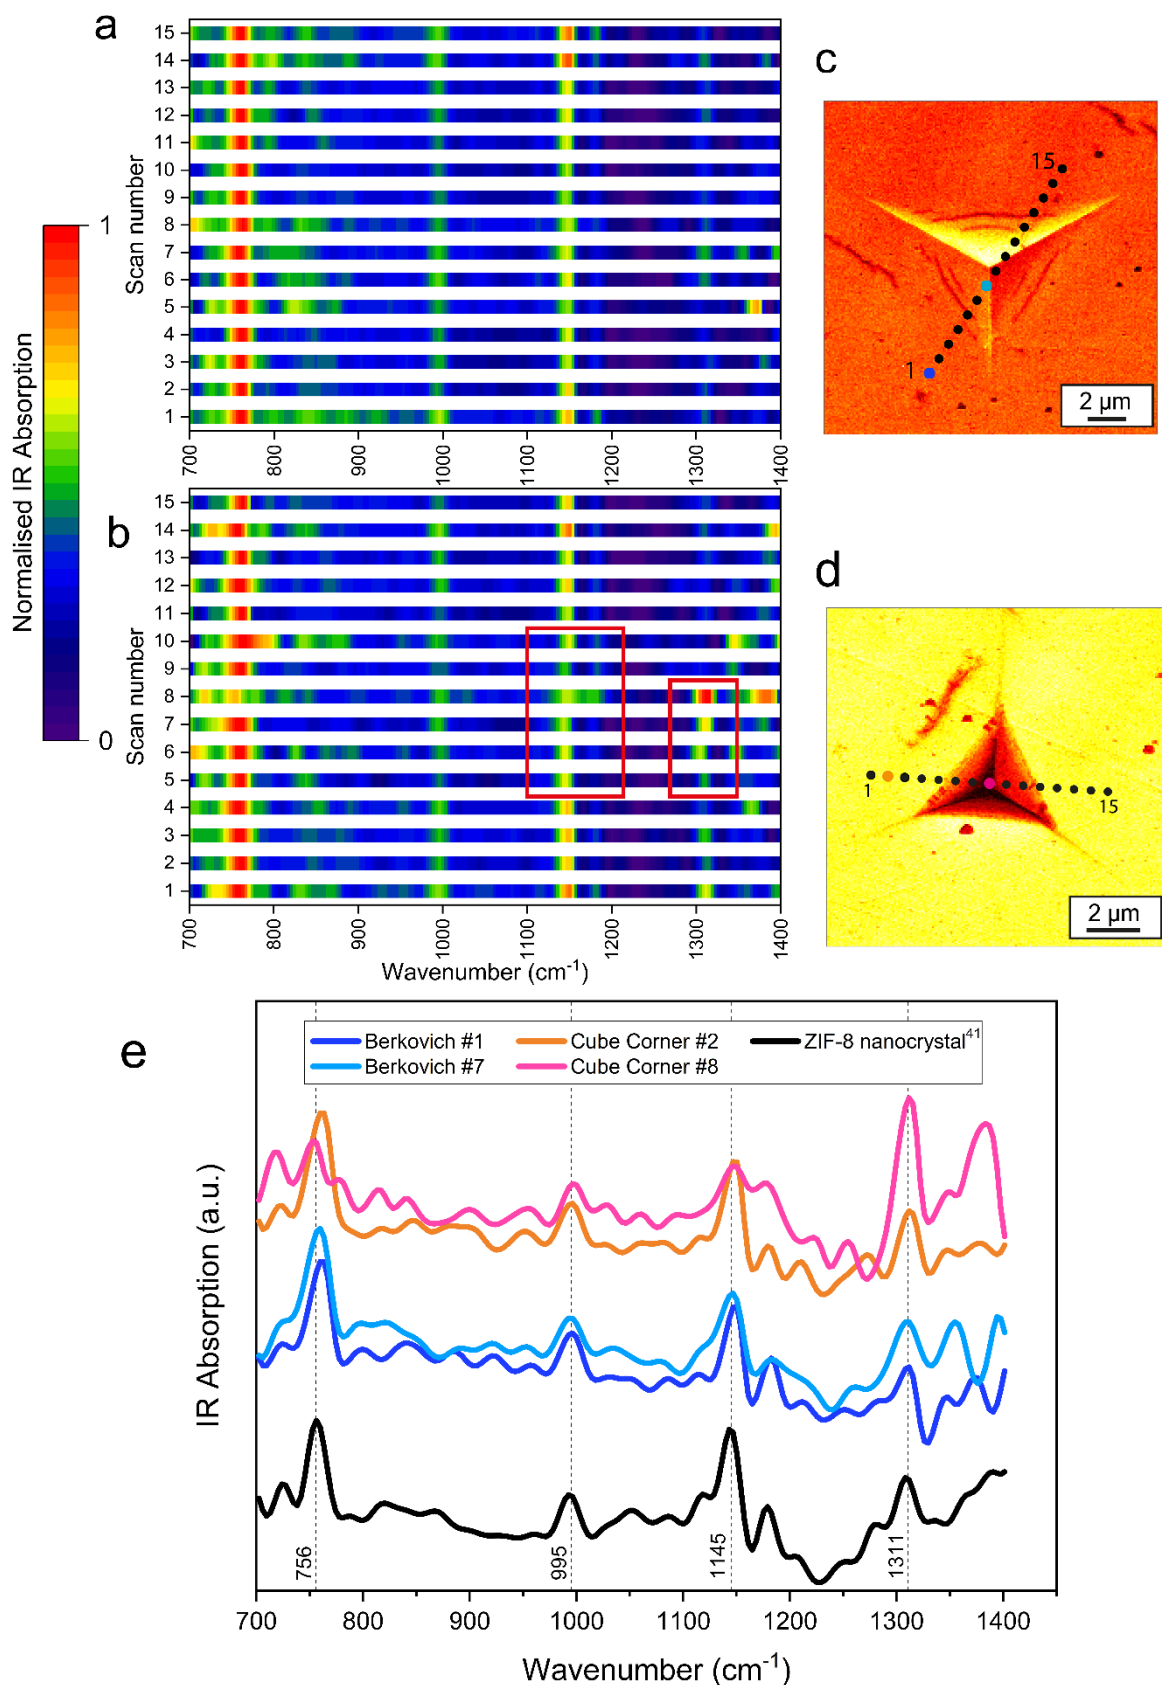 a
15
14
13
12
11
10
9
8
7
6
5
4
3
2
1
Scan number
700
800
900
1000
1100
1200
1300
1400
Normalised IR Absorption
1
0
b
15
14
13
12
11
10
9
8
7
6
5
4
3
2
1
Scan number
700
800
900
1000
1100
1200
1300
1400
Wavenumber (cm⁻¹)
c
15
1
2 µm
d
1
15
2 µm
e
Berkovich #1
Cube Corner #2
ZIF-8 nanocrystal⁴¹
Berkovich #7
Cube Corner #8
IR Absorption (a.u.)
756
995
1145
1311
700 800 900 1000 1100 1200 1300 1400
Wavenumber (cm⁻¹)